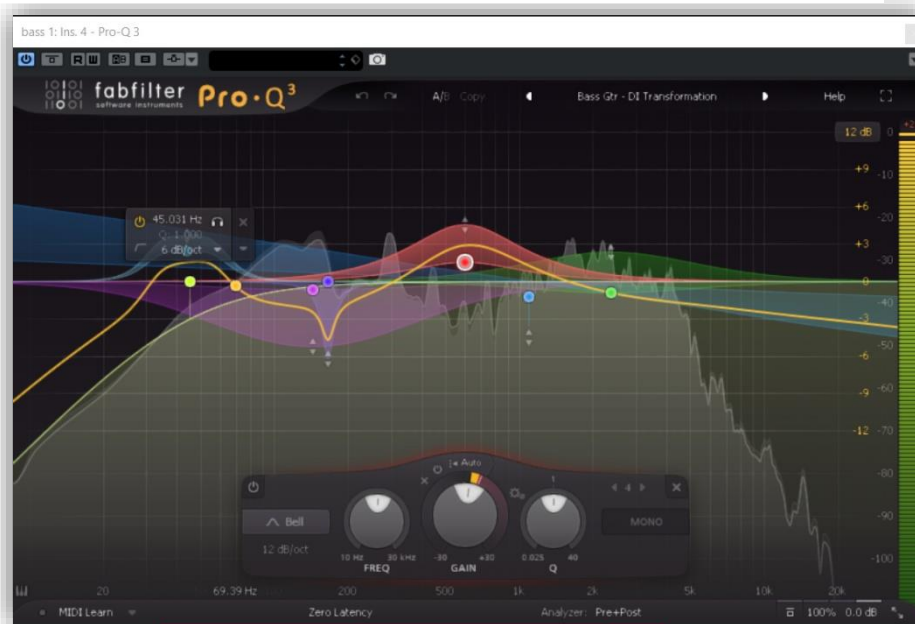 bass 1: Ins. 4 - Pro-Q 3
R W
fabfilter
software instruments
Pro·Q³
A/B Copy
Bass Gtr - DI Transformation
Help
12 dB 0
+9 -10
+6 -20
+3 -30
0 -40
-3 -50
-6 -60
-9 -70
-12 -80
-90
-100
45.031 Hz
Q: 1.000
6 dB/oct
Auto
4
Bell
12 dB/oct
MONO
10 Hz 30 kHz
-30 +30
0.025 40
FREQ
GAIN
Q
20 69.39 Hz 200 500 1k 2k 5k 10k 20k
MIDI Learn
Zero Latency
Analyzer: Pre+Post
100% 0.0 dB